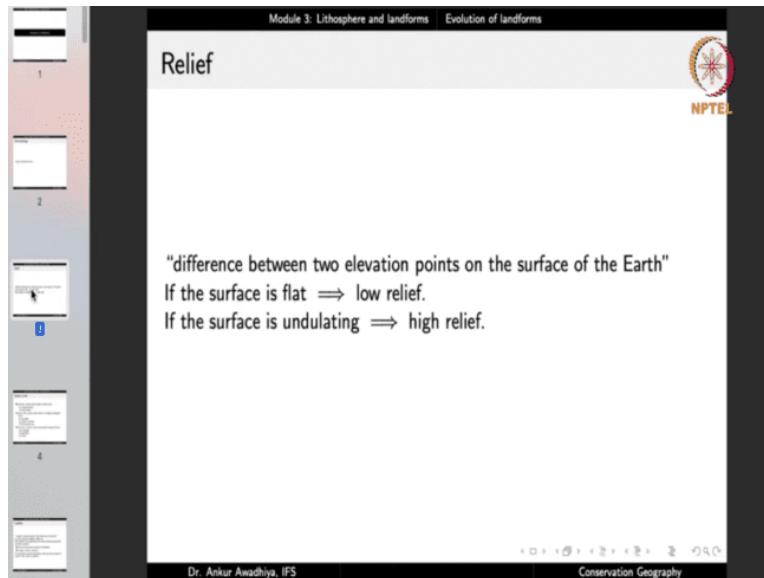 Module 3: Lithosphere and landforms Evolution of landforms
Relief
NPTEL
1
2
4
"difference between two elevation points on the surface of the Earth"
If the surface is flat ⟹ low relief.
If the surface is undulating ⟹ high relief.
Dr. Ankur Awadhiya, IFS Conservation Geography